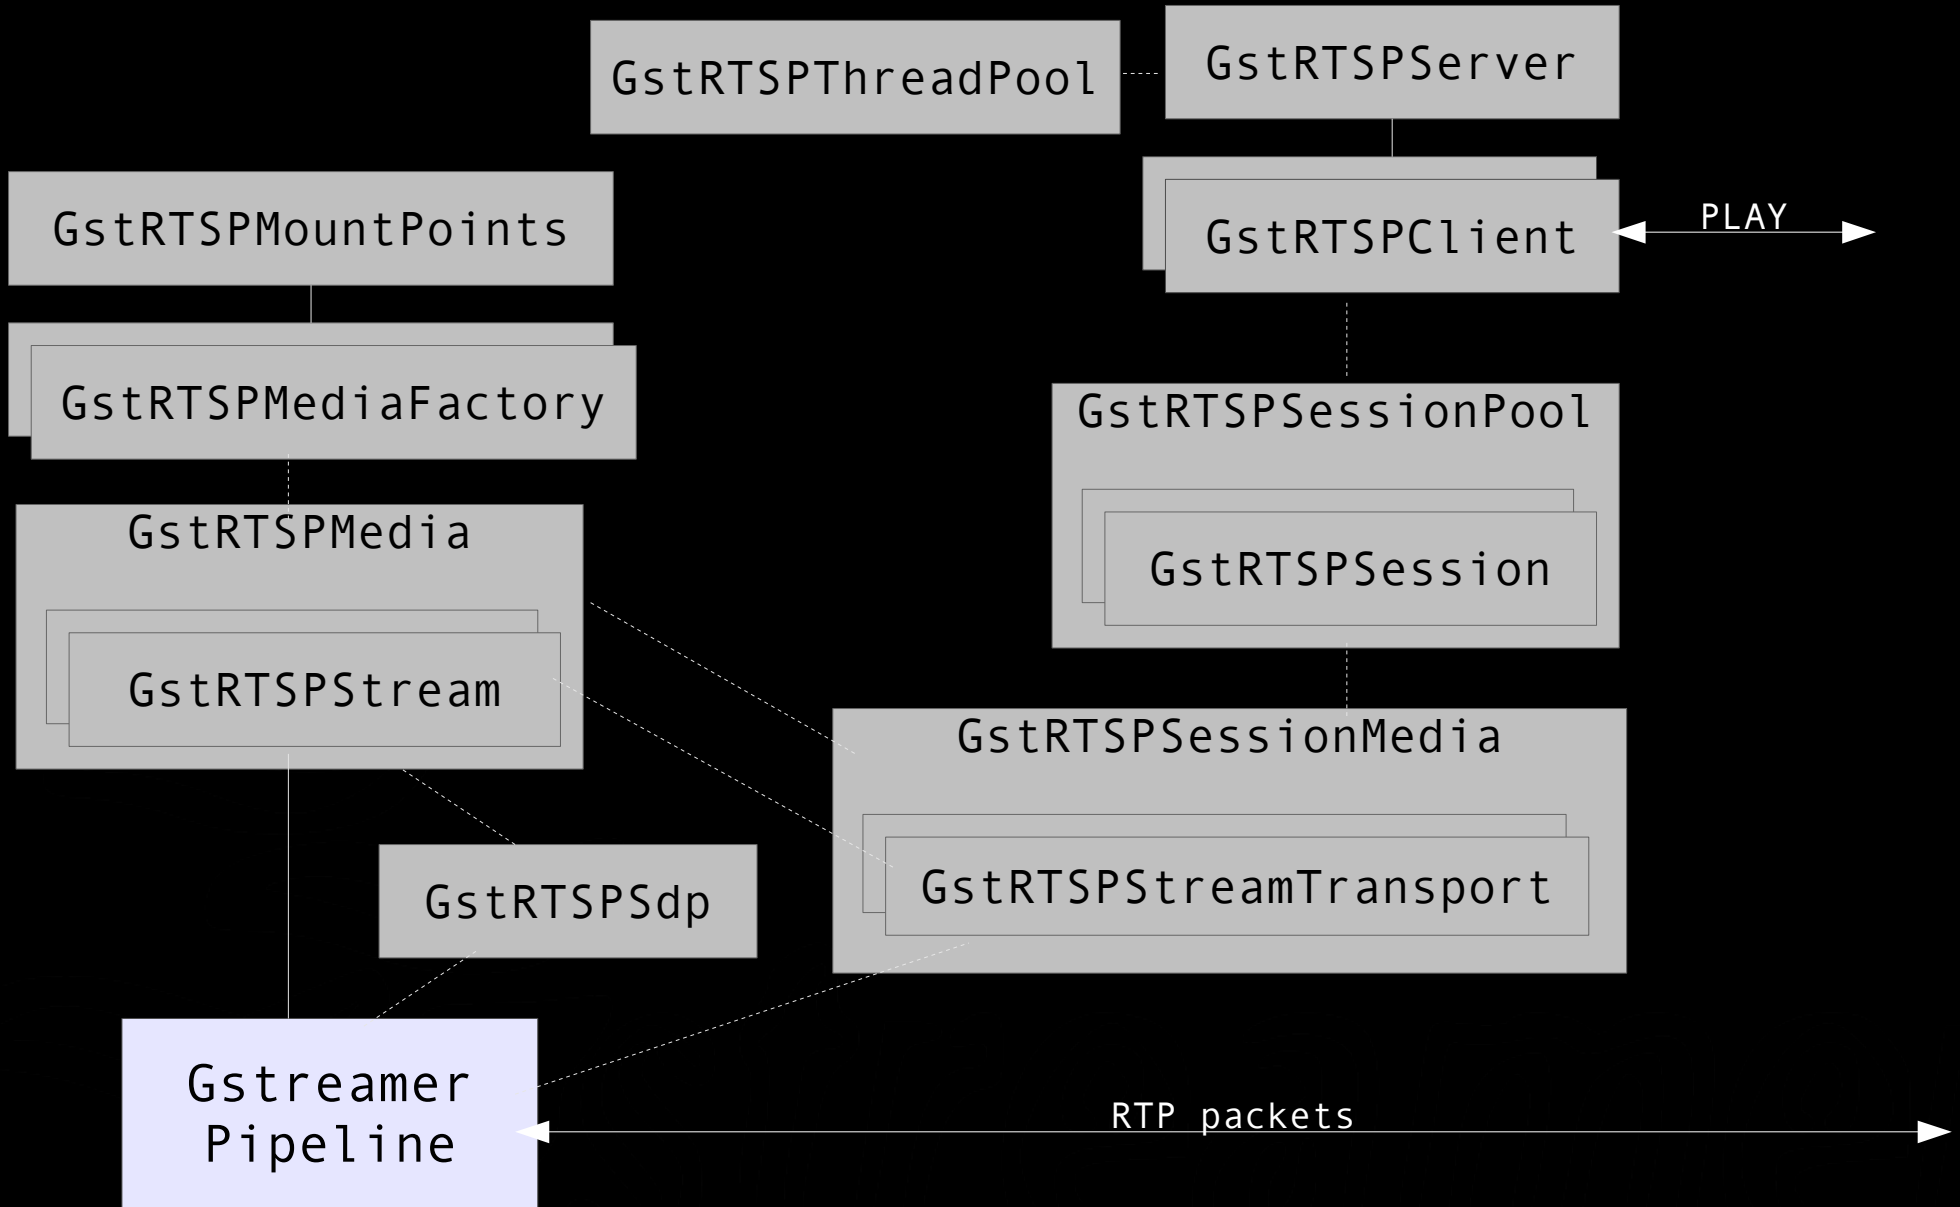 GstRTSPThreadPool
GstRTSPServer
GstRTSPMountPoints
GstRTSPClient
PLAY
GstRTSPMediaFactory
GstRTSPSessionPool
GstRTSPMedia
GstRTSPSession
GstRTSPStream
GstRTSPSessionMedia
GstRTSPSdp
GstRTSPStreamTransport
Gstreamer
Pipeline
RTP packets